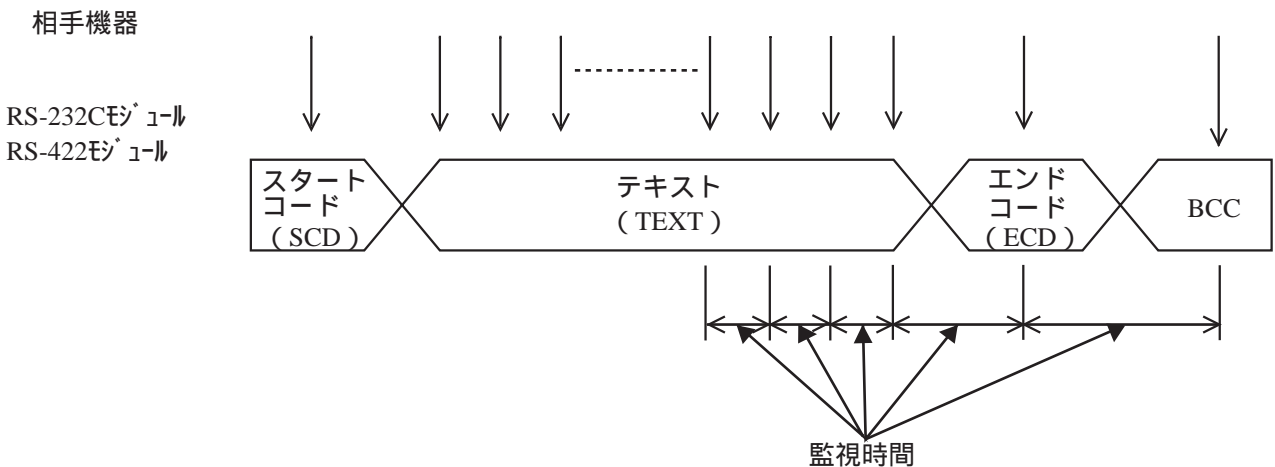 相手機器
RS-232Cﾓｼﾞｭｰﾙ
RS-422ﾓｼﾞｭｰﾙ
スタート
コード
（SCD）
テキスト
（TEXT）
エンド
コード
（ECD）
BCC
監視時間